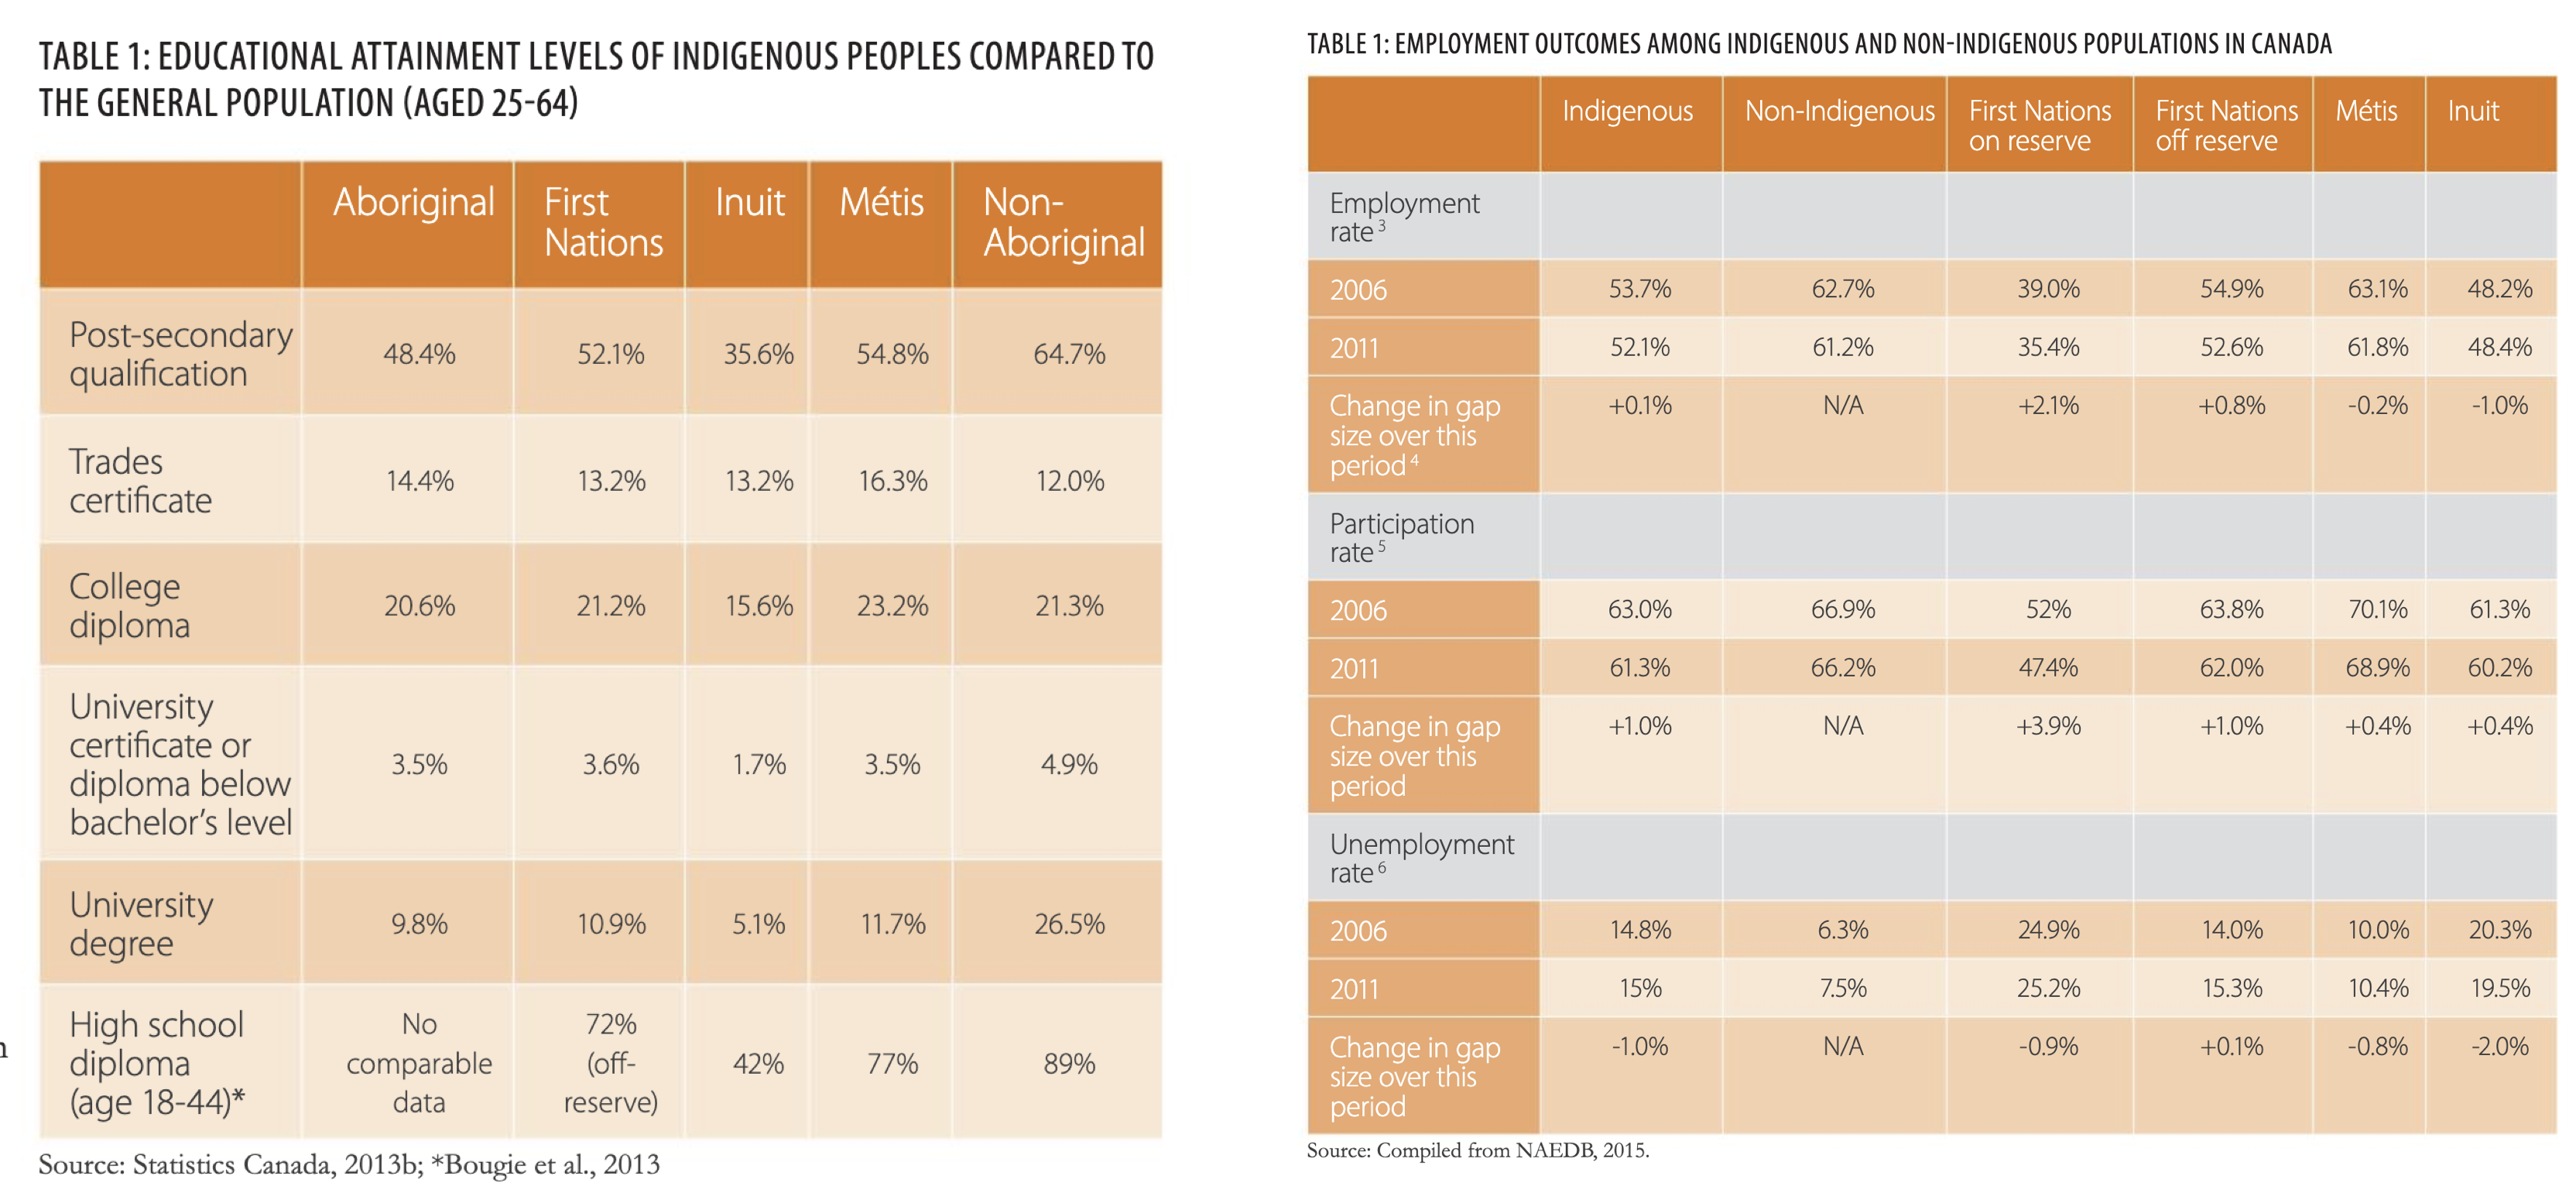 TABLE 1: EDUCATIONAL ATTAINMENT LEVELS OF INDIGENOUS PEOPLES COMPARED TO
THE GENERAL POPULATION (AGED 25-64)
Aboriginal First Nations Inuit Métis Non-Aboriginal
Post-secondary qualification 48.4% 52.1% 35.6% 54.8% 64.7%
Trades certificate 14.4% 13.2% 13.2% 16.3% 12.0%
College diploma 20.6% 21.2% 15.6% 23.2% 21.3%
University certificate or diploma below bachelor's level 3.5% 3.6% 1.7% 3.5% 4.9%
University degree 9.8% 10.9% 5.1% 11.7% 26.5%
High school diploma (age 18-44)* No comparable data 72% (off-reserve) 42% 77% 89%
Source: Statistics Canada, 2013b; *Bougie et al., 2013
TABLE 1: EMPLOYMENT OUTCOMES AMONG INDIGENOUS AND NON-INDIGENOUS POPULATIONS IN CANADA
Indigenous Non-Indigenous First Nations on reserve First Nations off reserve Métis Inuit
Employment rate 3
2006 53.7% 62.7% 39.0% 54.9% 63.1% 48.2%
2011 52.1% 61.2% 35.4% 52.6% 61.8% 48.4%
Change in gap size over this period 4 +0.1% N/A +2.1% +0.8% -0.2% -1.0%
Participation rate 5
2006 63.0% 66.9% 52% 63.8% 70.1% 61.3%
2011 61.3% 66.2% 47.4% 62.0% 68.9% 60.2%
Change in gap size over this period +1.0% N/A +3.9% +1.0% +0.4% +0.4%
Unemployment rate 6
2006 14.8% 6.3% 24.9% 14.0% 10.0% 20.3%
2011 15% 7.5% 25.2% 15.3% 10.4% 19.5%
Change in gap size over this period -1.0% N/A -0.9% +0.1% -0.8% -2.0%
Source: Compiled from NAEDB, 2015.